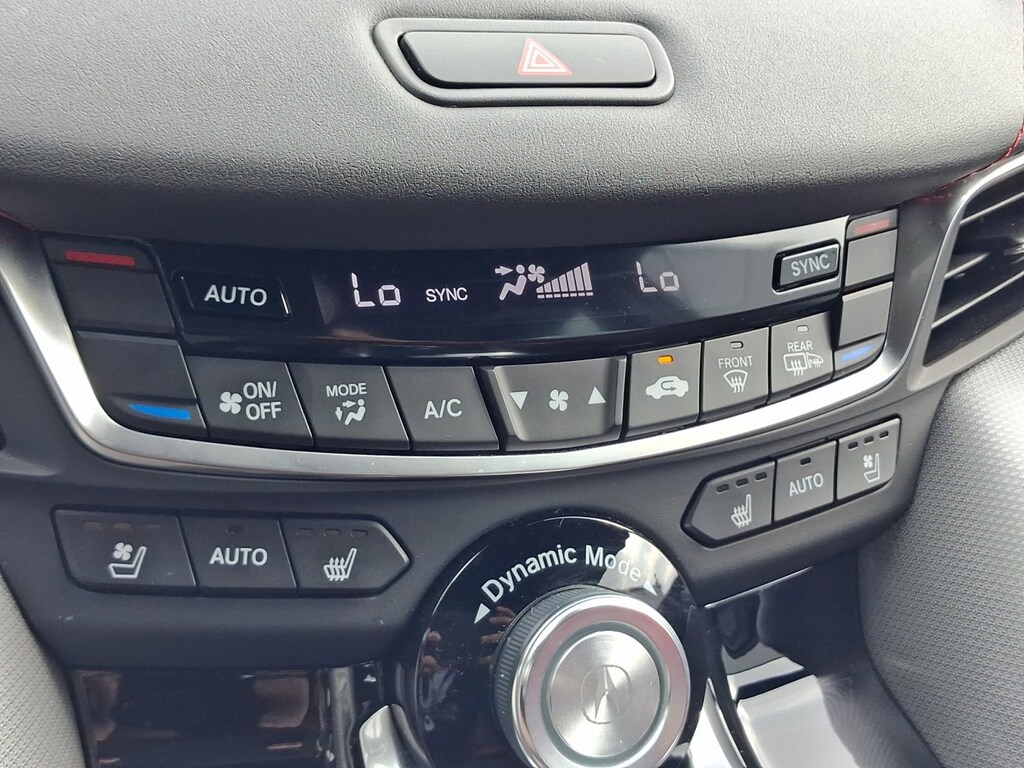 AUTO
Lo SYNC Lo
SYNC
ON/
OFF
MODE
A/C
FRONT
REAR
AUTO
AUTO
Dynamic Mode